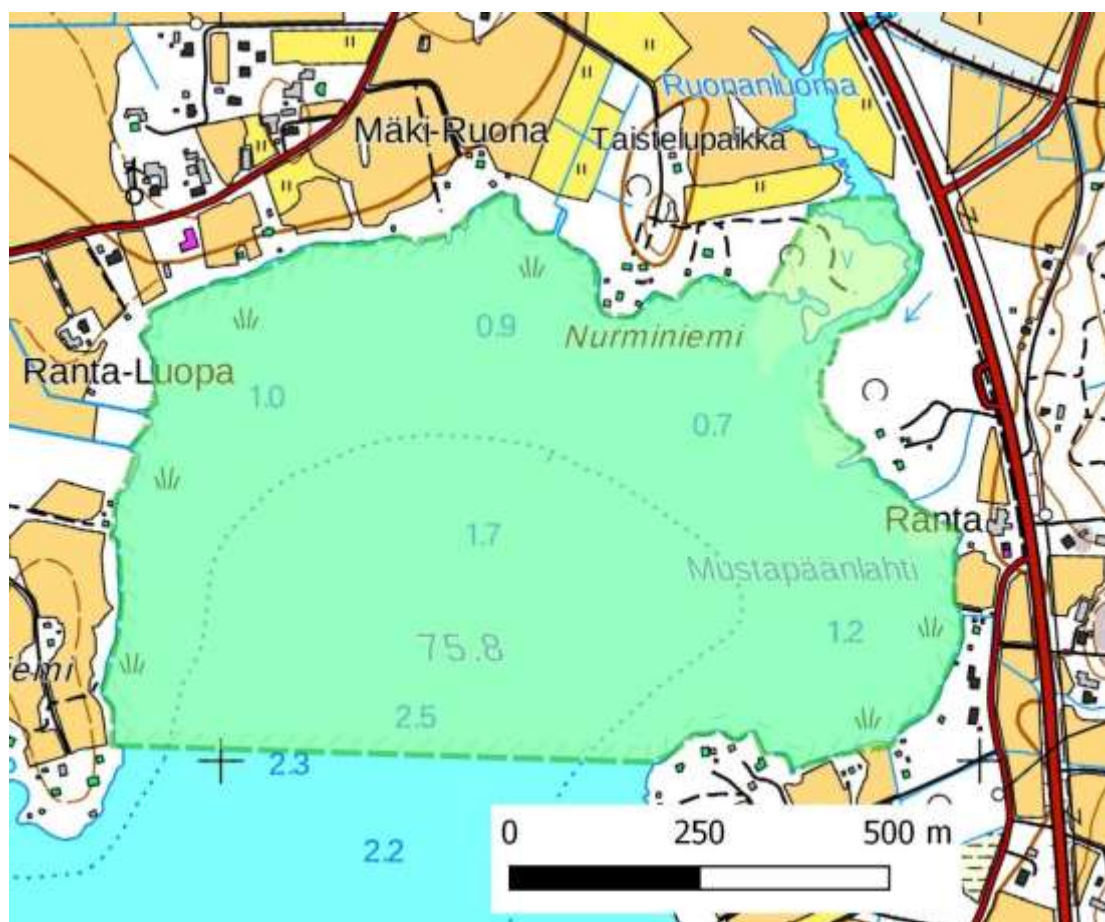 Ruonanluoma
Mäki-Ruona
Taistelupaikka
v
Nurminiemi
0.9
Ranta-Luopa
1.0
0.7
Ranta
1.7
Mustapäänlahti
1.2
75.8
iemi
2.5
2.3
2.2
0 250 500 m